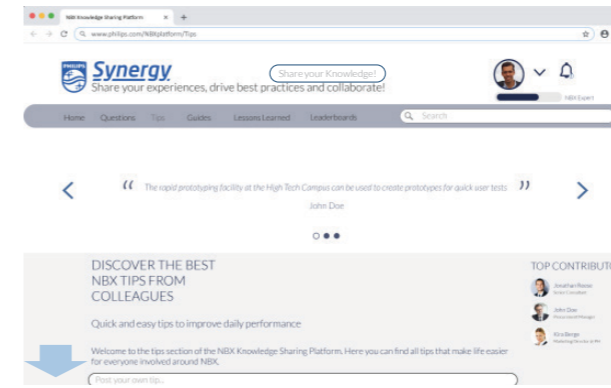 NBX Knowledge Sharing Platform
www.philips.com/NBXplatform/Tips
PHILIPS
Synergy
Share your Knowledge!
Share your experiences, drive best practices and collaborate!
NBX Expert
Home Questions Tips Guides Lessons Learned Leaderboards Search
“ The rapid prototyping facility at the High Tech Campus can be used to create prototypes for quick user tests ”
John Doe
DISCOVER THE BEST
NBX TIPS FROM
COLLEAGUES
TOP CONTRIBUT
Jonathan Reese
John Doe
Kira Berge
Quick and easy tips to improve daily performance
Welcome to the tips section of the NBX Knowledge Sharing Platform. Here you can find all tips that make life easier
for everyone involved around NBX.
Post your own tip...